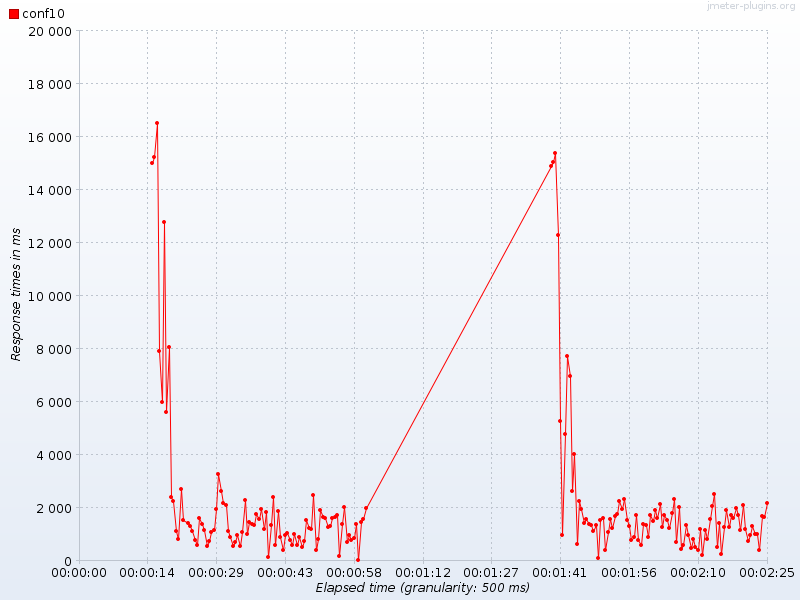 jmeter-plugins.org
conf10
20 000
18 000
16 000
14 000
12 000
10 000
8 000
6 000
4 000
2 000
0
Response times in ms
00:00:00 00:00:14 00:00:29 00:00:43 00:00:58 00:01:12 00:01:27 00:01:41 00:01:56 00:02:10 00:02:25
Elapsed time (granularity: 500 ms)